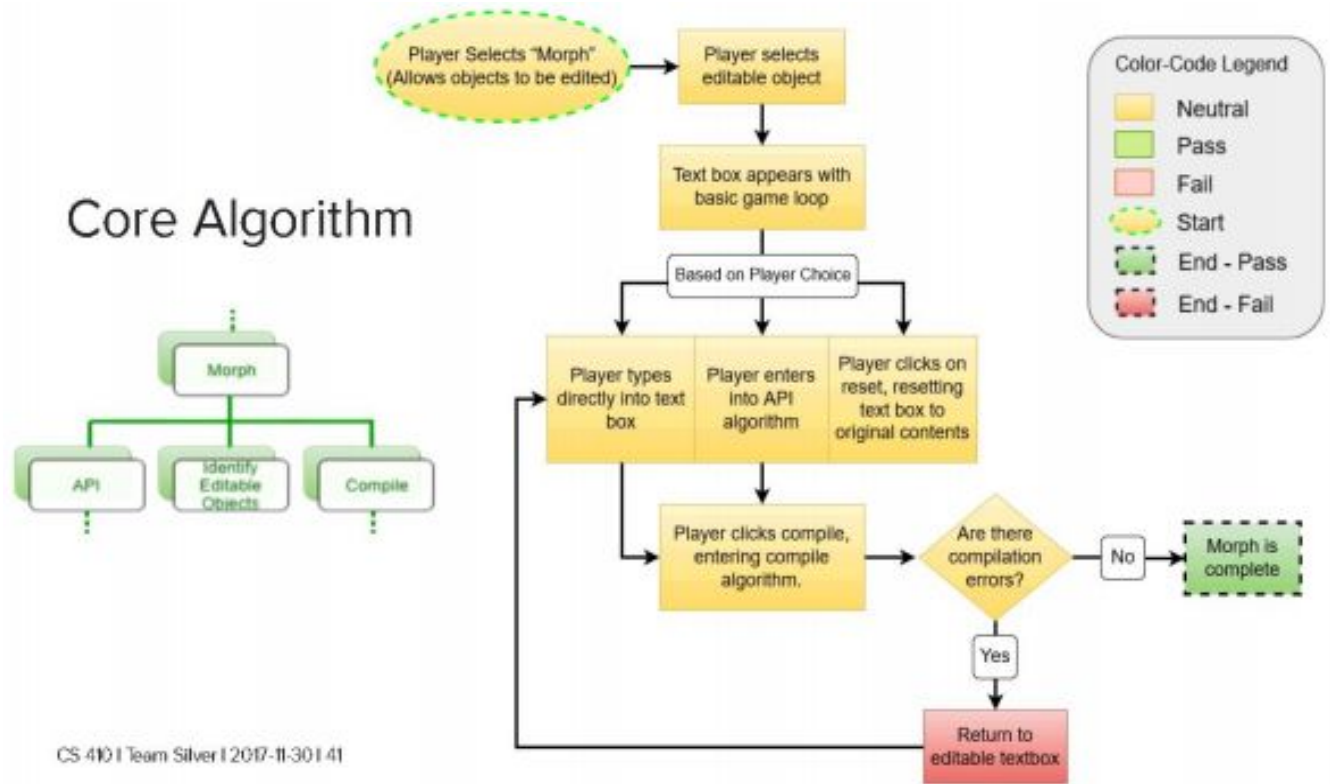 Player Selects "Morph"
(Allows objects to be edited)
Player selects
editable object
Text box appears with
basic game loop
Based on Player Choice
Player types
directly into text
box
Player enters
into API
algorithm
Player clicks on
reset, resetting
text box to
original contents
Player clicks compile,
entering compile
algorithm.
Are there
compilation
errors?
No
Morph is
complete
Yes
Return to
editable textbox
Color-Code Legend
Neutral
Pass
Fail
Start
End - Pass
End - Fail
Core Algorithm
Morph
API
Identify
Editable
Objects
Compile
CS 410 I Team Silver I 2017-11-30 I 41